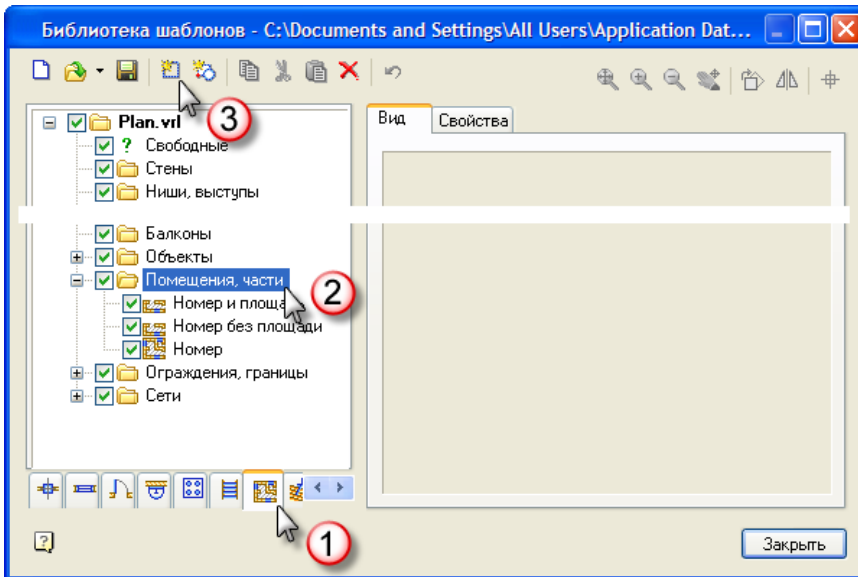 Библиотека шаблонов - C:\Documents and Settings\All Users\Application Dat...
3
Plan.vrl
? Свободные
Стены
Ниши, выступы
Балконы
Объекты
Помещения, части
2
Номер и площа
Номер без площади
Номер
Ограждения, границы
Сети
Вид Свойства
1
? Закрыть